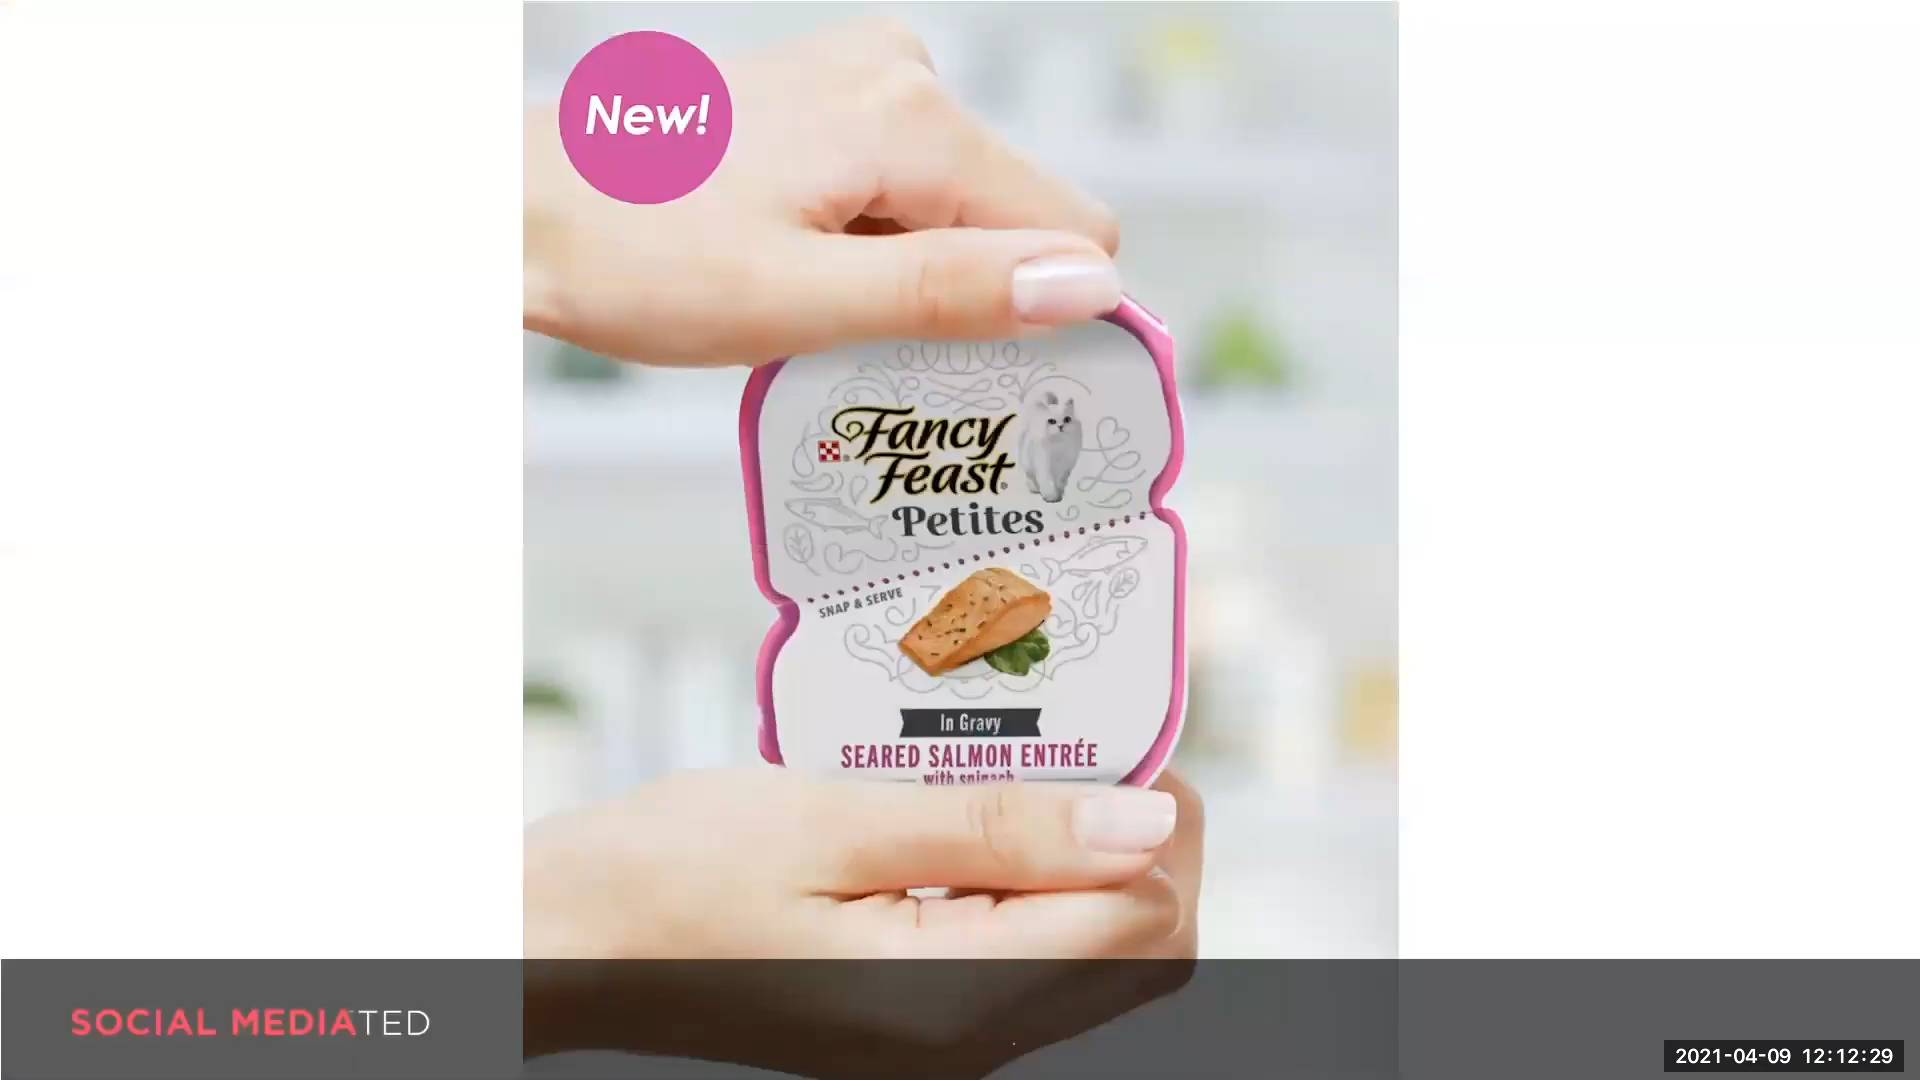 New!
Fancy
Feast®
Petites
SNAP & SERVE
In Gravy
SEARED SALMON ENTRÉE
with spinach
SOCIAL MEDIATED
2021-04-09 12:12:29